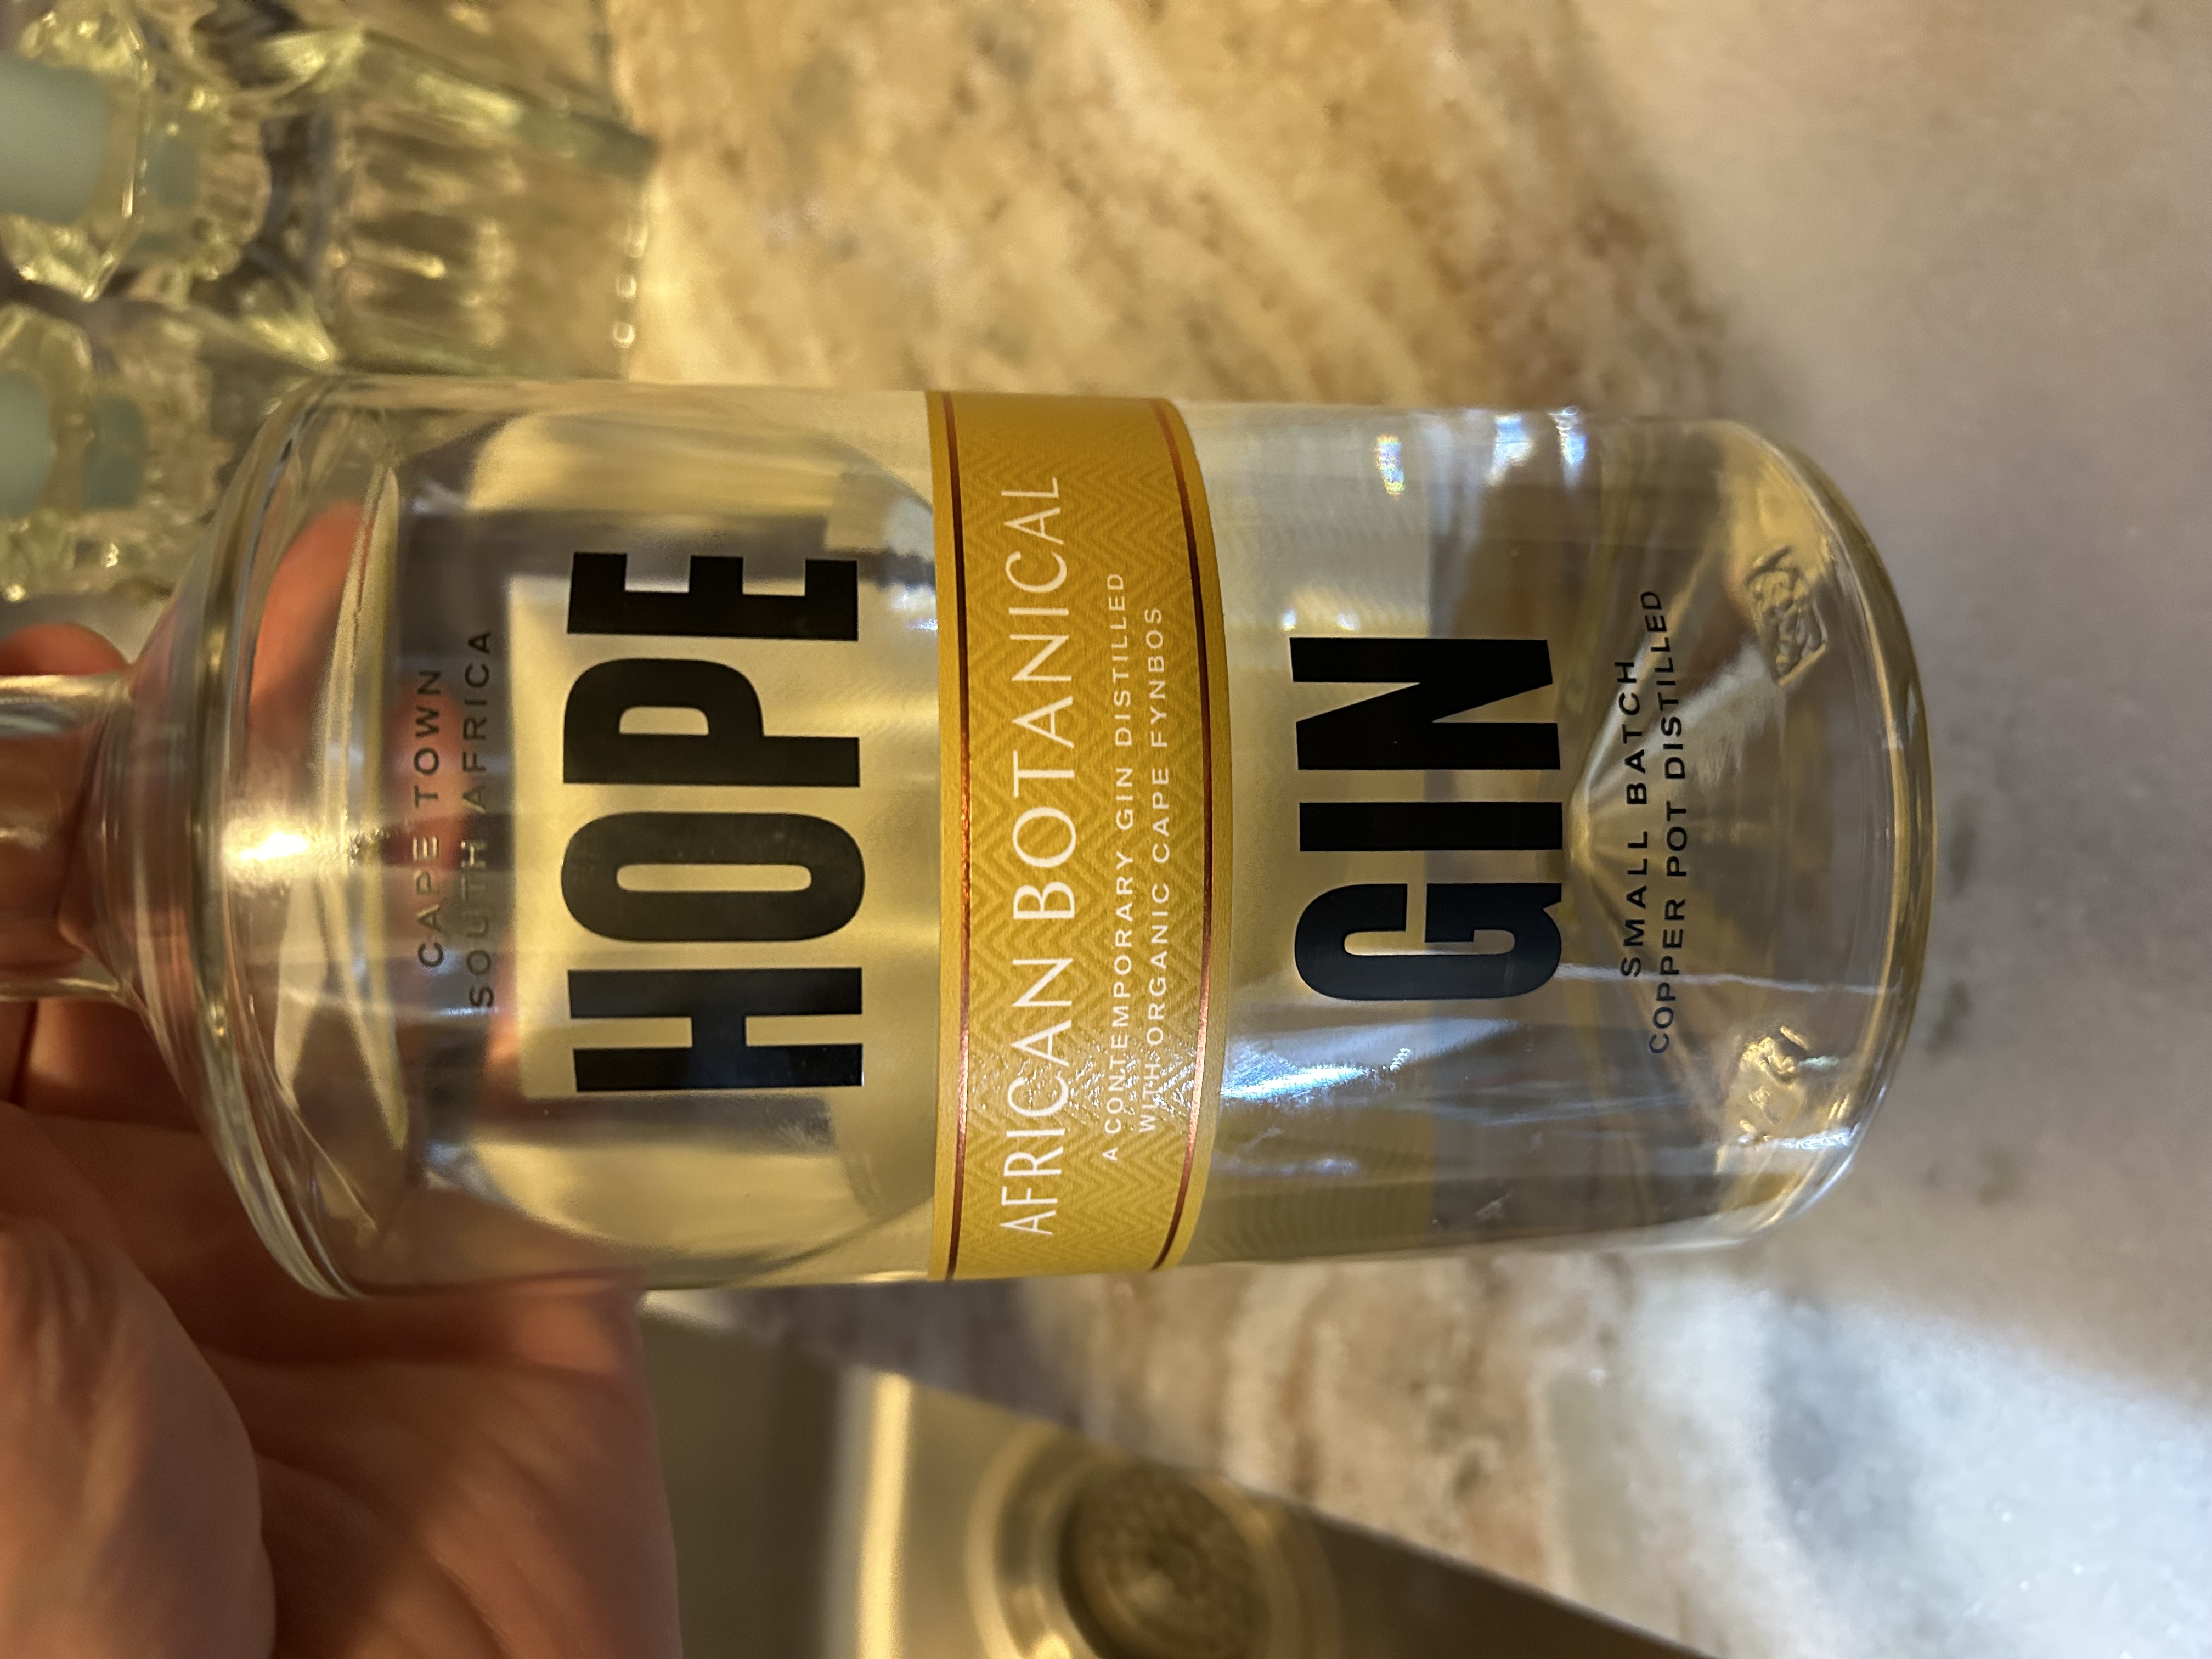 CAPE TOWN
SOUTH AFRICA
HOPE
AFRICAN BOTANICAL
A CONTEMPORARY GIN DISTILLED
WITH ORGANIC CAPE FYNBOS
GIN
SMALL BATCH
COPPER POT DISTILLED